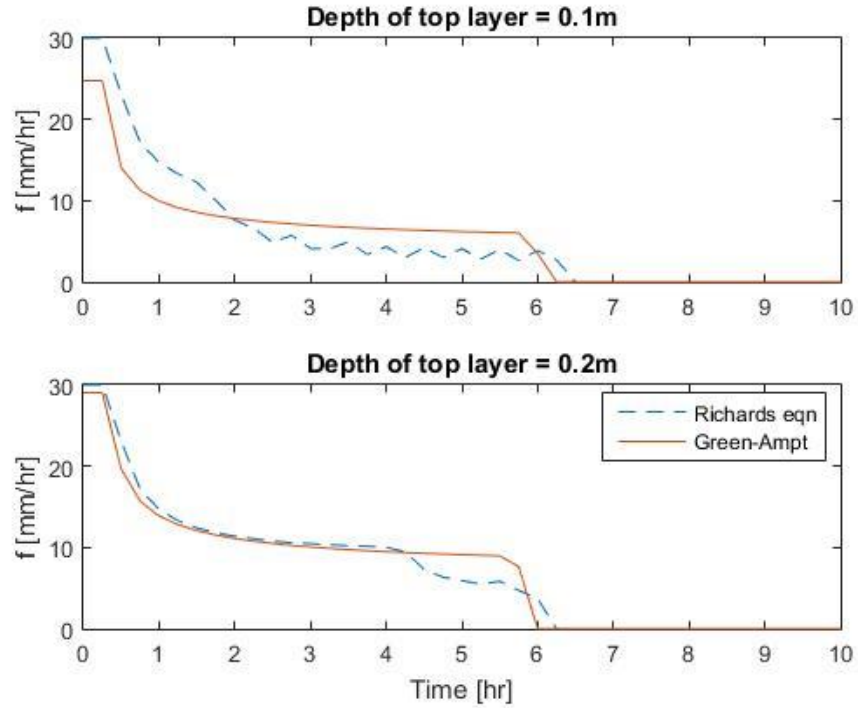 Depth of top layer = 0.1m
30
20
10
0
f [mm/hr]
0 1 2 3 4 5 6 7 8 9 10
Depth of top layer = 0.2m
30
20
10
0
f [mm/hr]
Richards eqn
Green-Ampt
0 1 2 3 4 5 6 7 8 9 10
Time [hr]